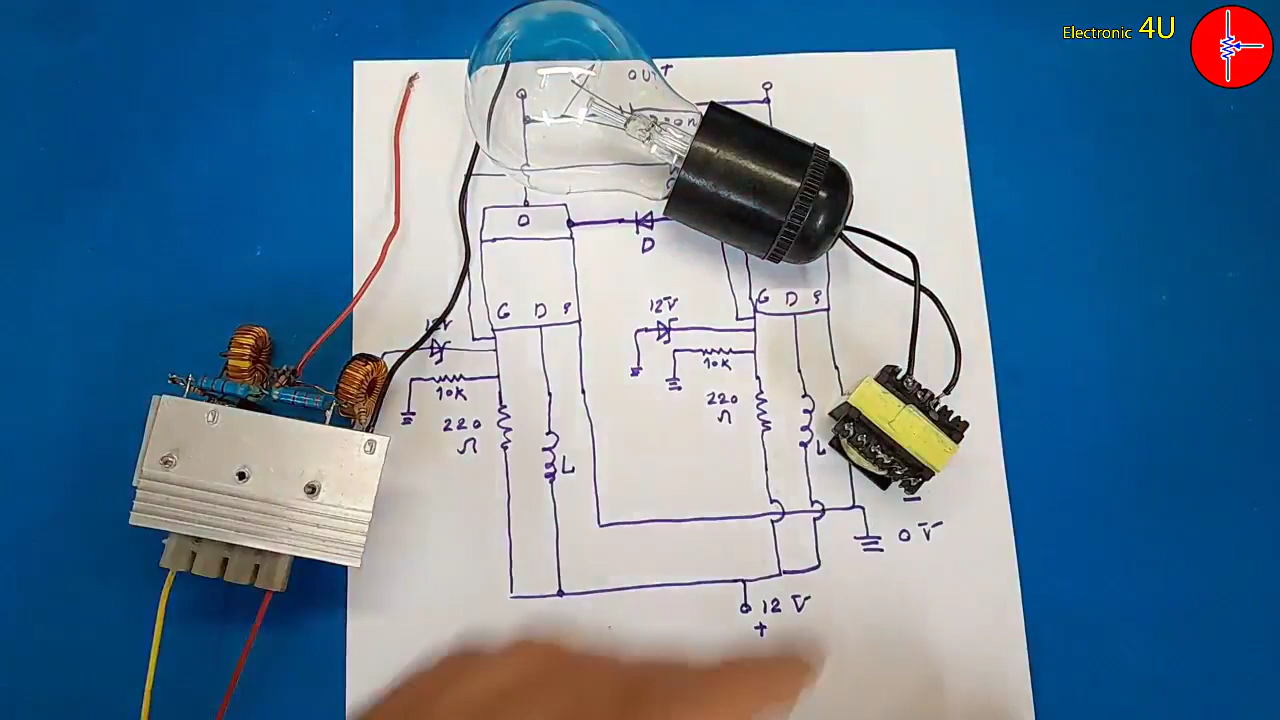 Electronic 4U
OUT
D
G D S
12V
10K
220
Ω
L
G D S
12V
10K
220
Ω
L
0V
12 V
+